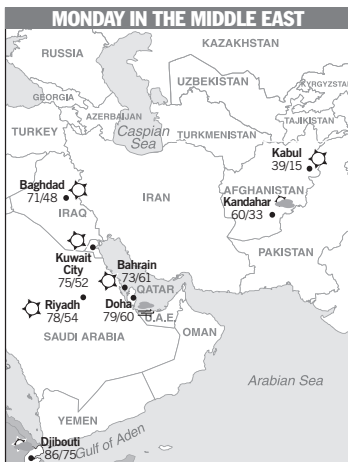 MONDAY IN THE MIDDLE EAST
KAZAKHSTAN
RUSSIA
UZBEKISTAN
KYRGYZSTAN
GEORGIA
AZERBAIJAN
TAJIKISTAN
TURKEY
Caspian
Sea
TURKMENISTAN
Kabul
39/15
Baghdad
71/48
IRAQ
IRAN
AFGHANISTAN
Kandahar
60/33
PAKISTAN
Kuwait
City
75/52
Bahrain
73/61
QATAR
Riyadh
78/54
Doha
79/60
U.A.E.
SAUDI ARABIA
OMAN
Arabian Sea
YEMEN
Djibouti
86/75
Gulf of Aden